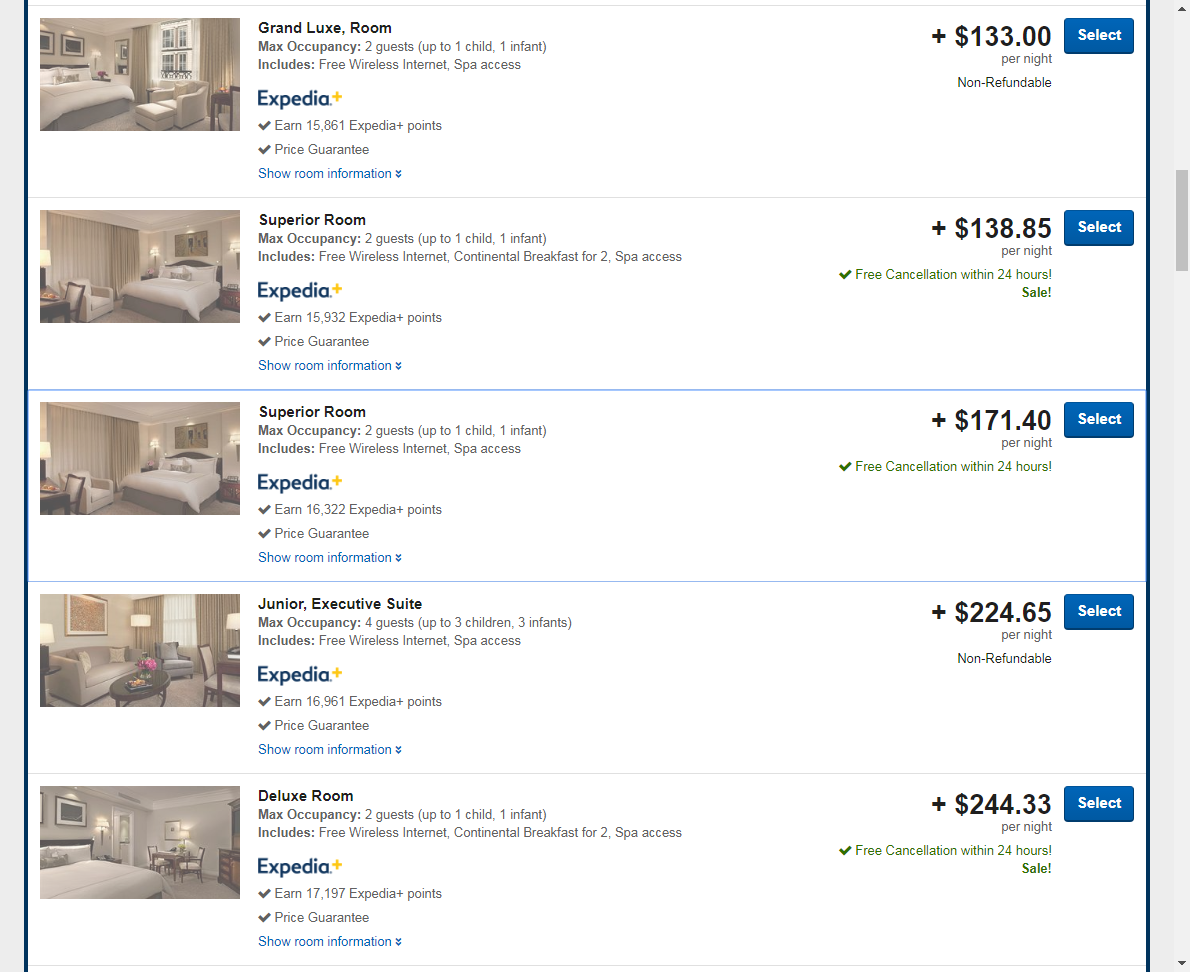 Grand Luxe, Room
Max Occupancy: 2 guests (up to 1 child, 1 infant)
Includes: Free Wireless Internet, Spa access
Expedia+
Earn 15,861 Expedia+ points
Price Guarantee
Show room information
+ $133.00
per night
Non-Refundable
Select
Superior Room
Max Occupancy: 2 guests (up to 1 child, 1 infant)
Includes: Free Wireless Internet, Continental Breakfast for 2, Spa access
Expedia+
Earn 15,932 Expedia+ points
Price Guarantee
Show room information
+ $138.85
per night
Free Cancellation within 24 hours!
Sale!
Select
Superior Room
Max Occupancy: 2 guests (up to 1 child, 1 infant)
Includes: Free Wireless Internet, Spa access
Expedia+
Earn 16,322 Expedia+ points
Price Guarantee
Show room information
+ $171.40
per night
Free Cancellation within 24 hours!
Select
Junior, Executive Suite
Max Occupancy: 4 guests (up to 3 children, 3 infants)
Includes: Free Wireless Internet, Spa access
Expedia+
Earn 16,961 Expedia+ points
Price Guarantee
Show room information
+ $224.65
per night
Non-Refundable
Select
Deluxe Room
Max Occupancy: 2 guests (up to 1 child, 1 infant)
Includes: Free Wireless Internet, Continental Breakfast for 2, Spa access
Expedia+
Earn 17,197 Expedia+ points
Price Guarantee
Show room information
+ $244.33
per night
Free Cancellation within 24 hours!
Sale!
Select